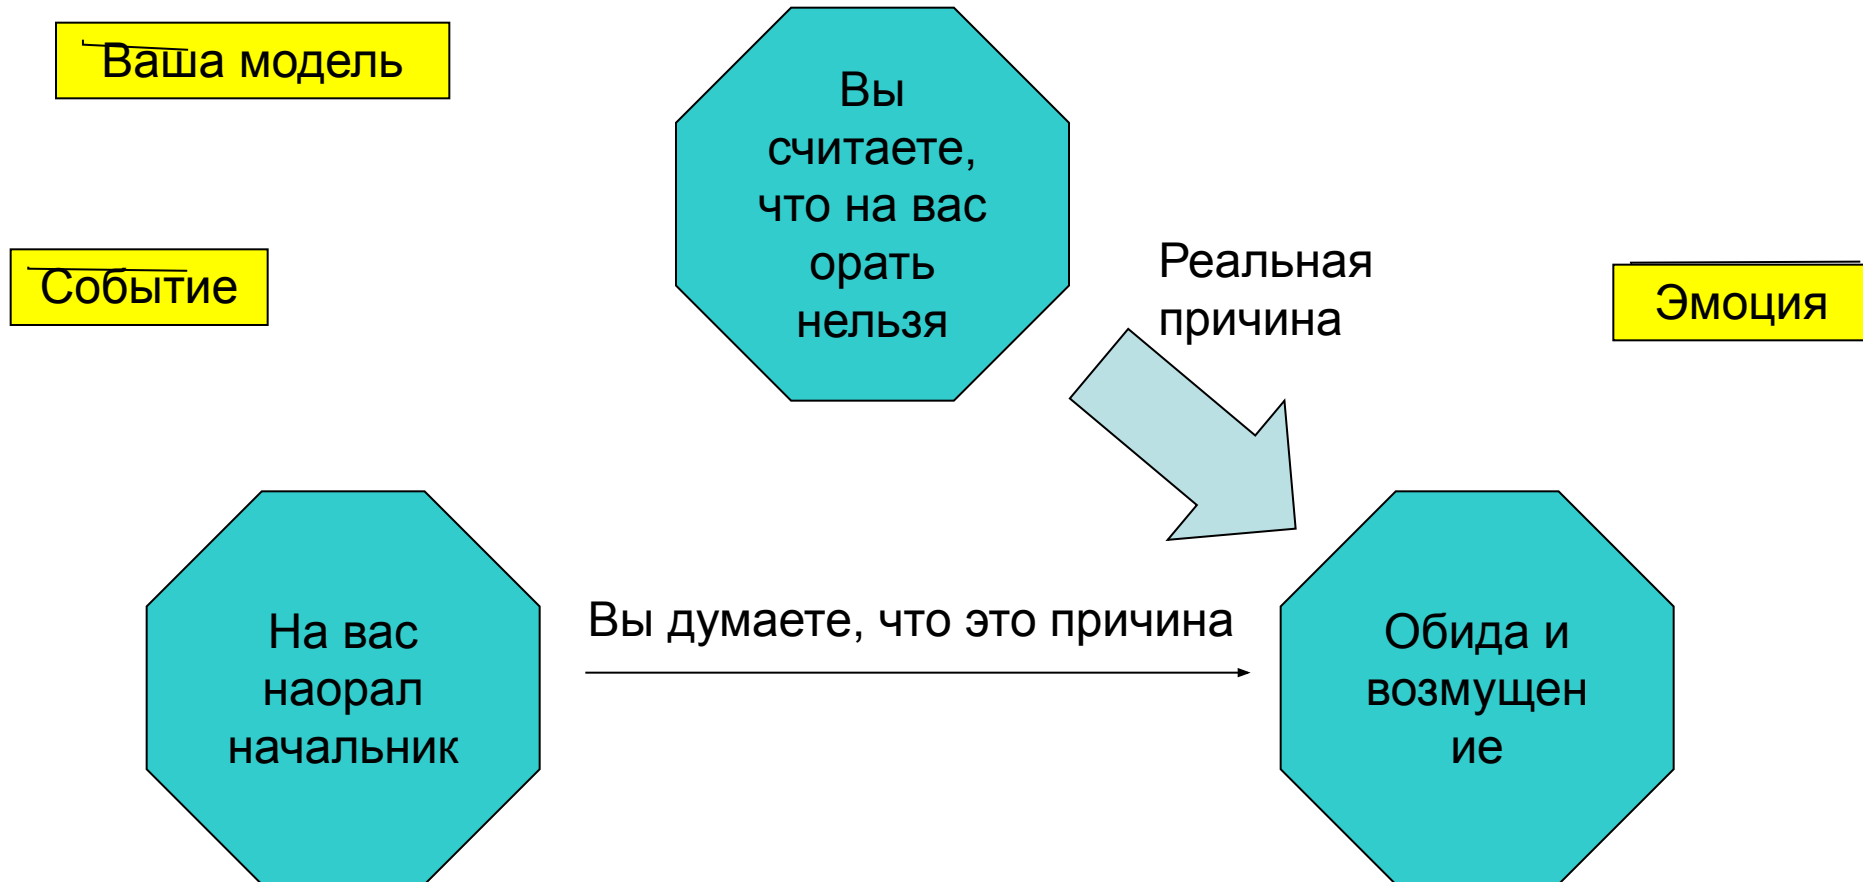 Ваша модель
Вы
считаете,
что на вас
орать
нельзя
Событие
Реальная
причина
Эмоция
На вас
наорал
начальник
Вы думаете, что это причина
Обида и
возмущен
ие